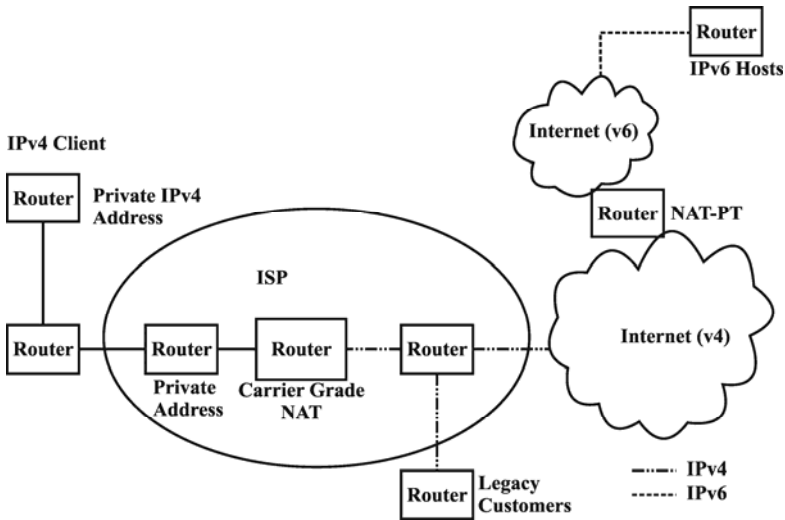 Router
IPv6 Hosts
Internet (v6)
IPv4 Client
Router
Private IPv4
Address
Router
NAT-PT
ISP
Internet (v4)
Router
Router
Private
Address
Router
Carrier Grade
NAT
Router
Router
Legacy
Customers
IPv4
IPv6